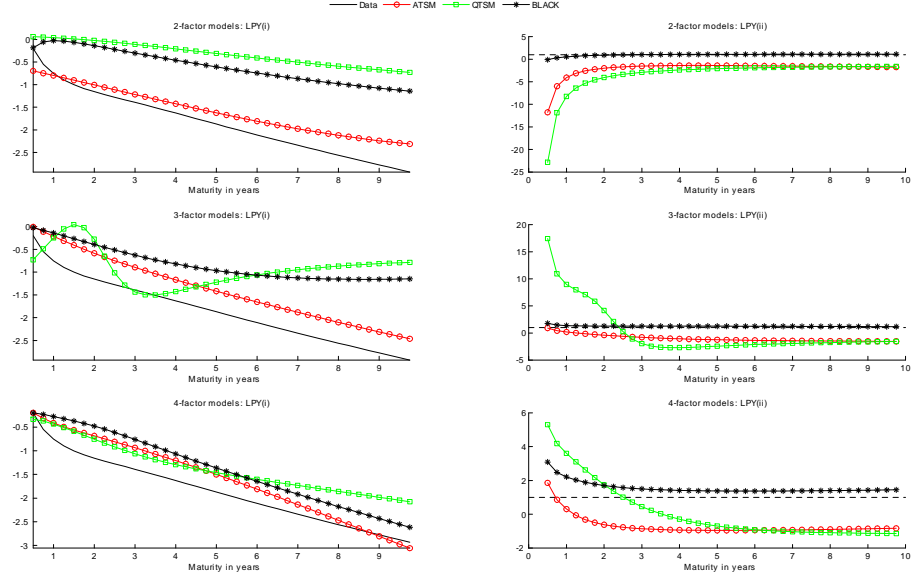 Data ATSM QTSM BLACK
2-factor models: LPY(i)
0
-0.5
-1
-1.5
-2
-2.5
1 2 3 4 5 6 7 8 9
Maturity in years
2-factor models: LPY(ii)
5
0
-5
-10
-15
-20
-25
0 1 2 3 4 5 6 7 8 9 10
Maturity in years
3-factor models: LPY(i)
0
-0.5
-1
-1.5
-2
-2.5
1 2 3 4 5 6 7 8 9
Maturity in years
3-factor models: LPY(ii)
20
15
10
5
0
-5
0 1 2 3 4 5 6 7 8 9 10
Maturity in years
4-factor models: LPY(i)
-0.5
-1
-1.5
-2
-2.5
-3
1 2 3 4 5 6 7 8 9
Maturity in years
4-factor models: LPY(ii)
6
4
2
0
-2
0 1 2 3 4 5 6 7 8 9 10
Maturity in years